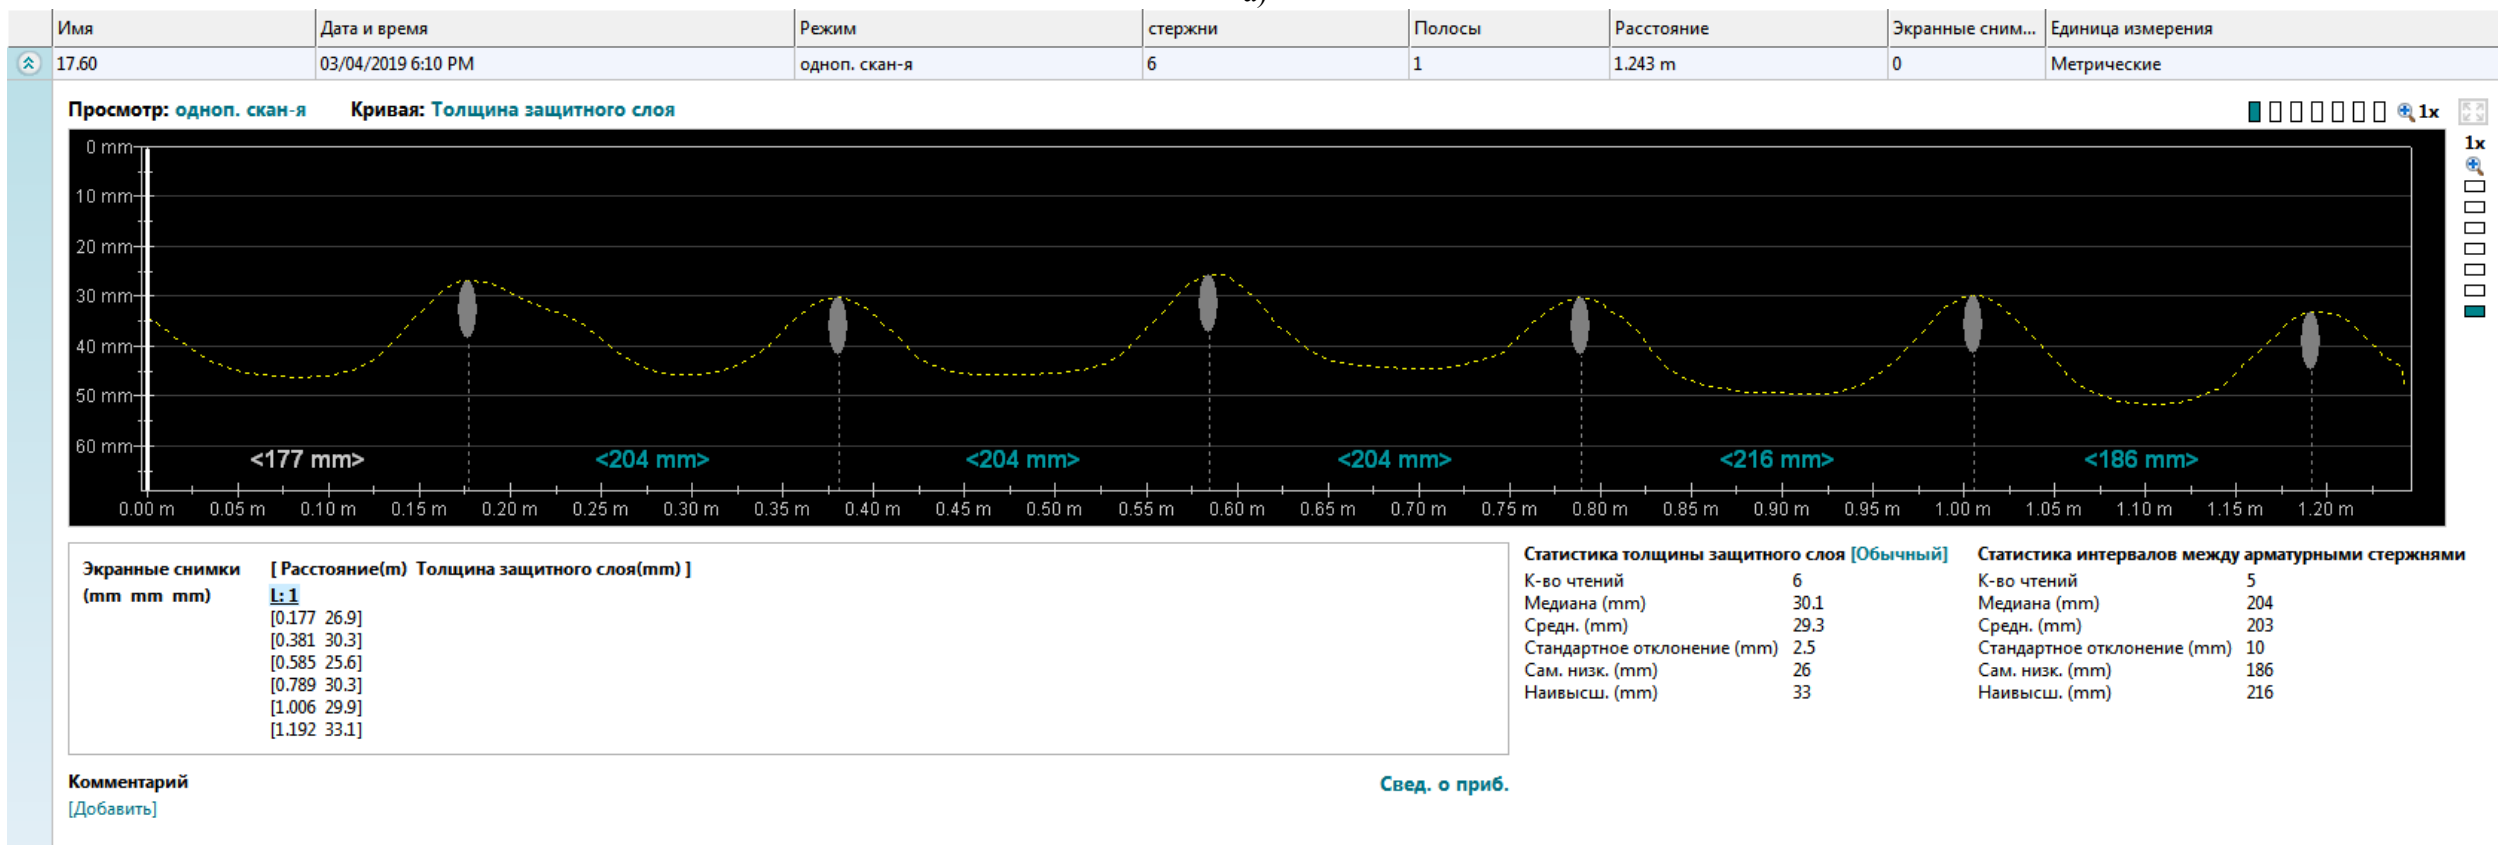 а)
Имя Дата и время Режим стержни Полосы Расстояние Экранные сним... Единица измерения
17.60 03/04/2019 6:10 PM одноп. скан-я 6 1 1.243 m 0 Метрические
Просмотр: одноп. скан-я Кривая: Толщина защитного слоя 1x
1x
0 mm
10 mm
20 mm
30 mm
40 mm
50 mm
60 mm
<177 mm> <204 mm> <204 mm> <204 mm> <216 mm> <186 mm>
0.00 m 0.05 m 0.10 m 0.15 m 0.20 m 0.25 m 0.30 m 0.35 m 0.40 m 0.45 m 0.50 m 0.55 m 0.60 m 0.65 m 0.70 m 0.75 m 0.80 m 0.85 m 0.90 m 0.95 m 1.00 m 1.05 m 1.10 m 1.15 m 1.20 m
Экранные снимки [ Расстояние(m) Толщина защитного слоя(mm) ]
(mm mm mm) L: 1
[0.177 26.9]
[0.381 30.3]
[0.585 25.6]
[0.789 30.3]
[1.006 29.9]
[1.192 33.1]
Статистика толщины защитного слоя [Обычный]
К-во чтений 6
Медиана (mm) 30.1
Средн. (mm) 29.3
Стандартное отклонение (mm) 2.5
Сам. низк. (mm) 26
Наивысш. (mm) 33
Статистика интервалов между арматурными стержнями
К-во чтений 5
Медиана (mm) 204
Средн. (mm) 203
Стандартное отклонение (mm) 10
Сам. низк. (mm) 186
Наивысш. (mm) 216
Комментарий Свед. о приб.
[Добавить]